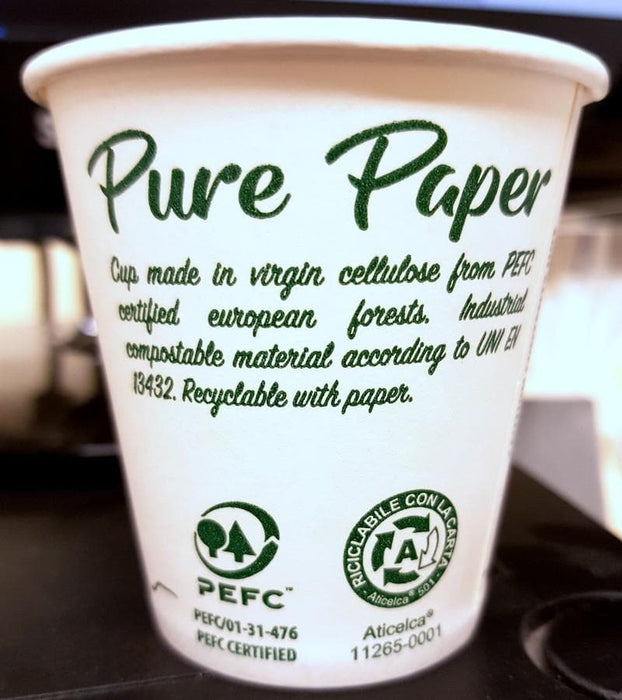 Pure Paper
Cup made in virgin cellulose from PEFC
certified european forests. Industrial
compostable material according to UNI EN
13432. Recyclable with paper.
PEFC™
PEFC/01-31-476
PEFC CERTIFIED
RICICLABILE CON LA CARTA
A
Aticelca® 501
Aticelca®
11265-0001